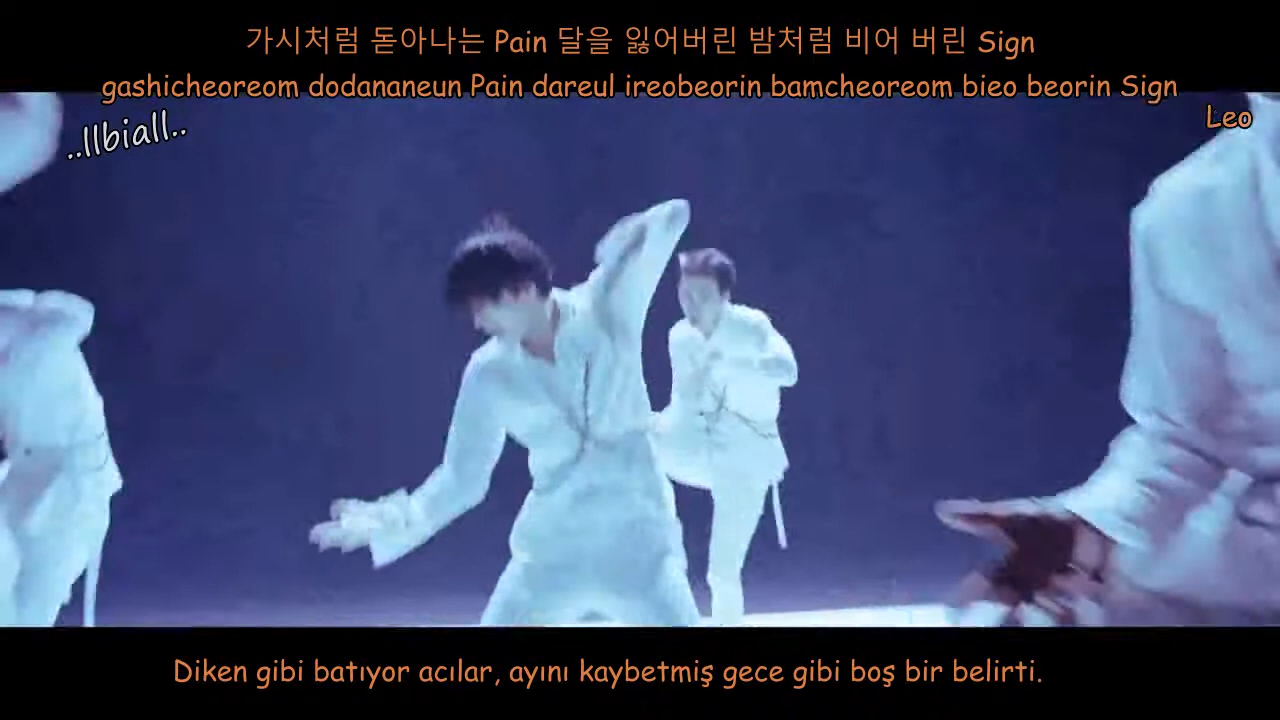 가시처럼 돋아나는 Pain 달을 잃어버린 밤처럼 비어 버린 Sign
gashicheoreom dodananeun Pain dareul ireobeorin bamcheoreom bieo beorin Sign
Leo
..llbiall..
Diken gibi batıyor acılar, ayını kaybetmiş gece gibi boş bir belirti.